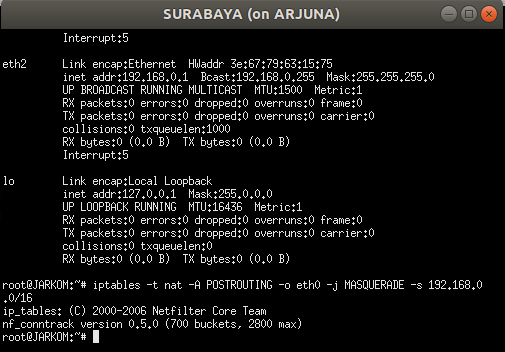 SURABAYA (on ARJUNA)
Interrupt:5
eth2 Link encap:Ethernet HWaddr 3e:67:79:63:15:75
inet addr:192.168.0.1 Bcast:192.168.0.255 Mask:255.255.255.0
UP BROADCAST RUNNING MULTICAST MTU:1500 Metric:1
RX packets:0 errors:0 dropped:0 overruns:0 frame:0
TX packets:0 errors:0 dropped:0 overruns:0 carrier:0
collisions:0 txqueuelen:1000
RX bytes:0 (0.0 B) TX bytes:0 (0.0 B)
Interrupt:5
lo Link encap:Local Loopback
inet addr:127.0.0.1 Mask:255.0.0.0
UP LOOPBACK RUNNING MTU:16436 Metric:1
RX packets:0 errors:0 dropped:0 overruns:0 frame:0
TX packets:0 errors:0 dropped:0 overruns:0 carrier:0
collisions:0 txqueuelen:0
RX bytes:0 (0.0 B) TX bytes:0 (0.0 B)
root@JARKOM:~# iptables -t nat -A POSTROUTING -o eth0 -j MASQUERADE -s 192.168.0
.0/16
ip_tables: (C) 2000-2006 Netfilter Core Team
nf_conntrack version 0.5.0 (700 buckets, 2800 max)
root@JARKOM:~#